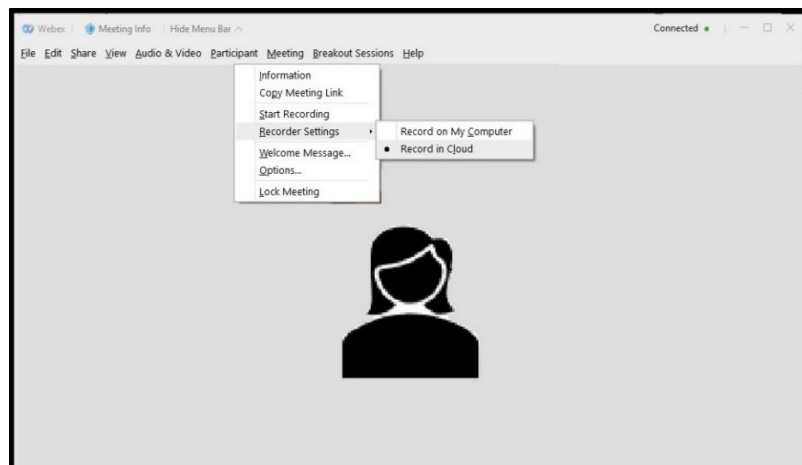 Webex Meeting Info Hide Menu Bar Connected
File Edit Share View Audio & Video Participant Meeting Breakout Sessions Help
Information
Copy Meeting Link
Start Recording
Recorder Settings
Record on My Computer
Record in Cloud
Welcome Message...
Options...
Lock Meeting